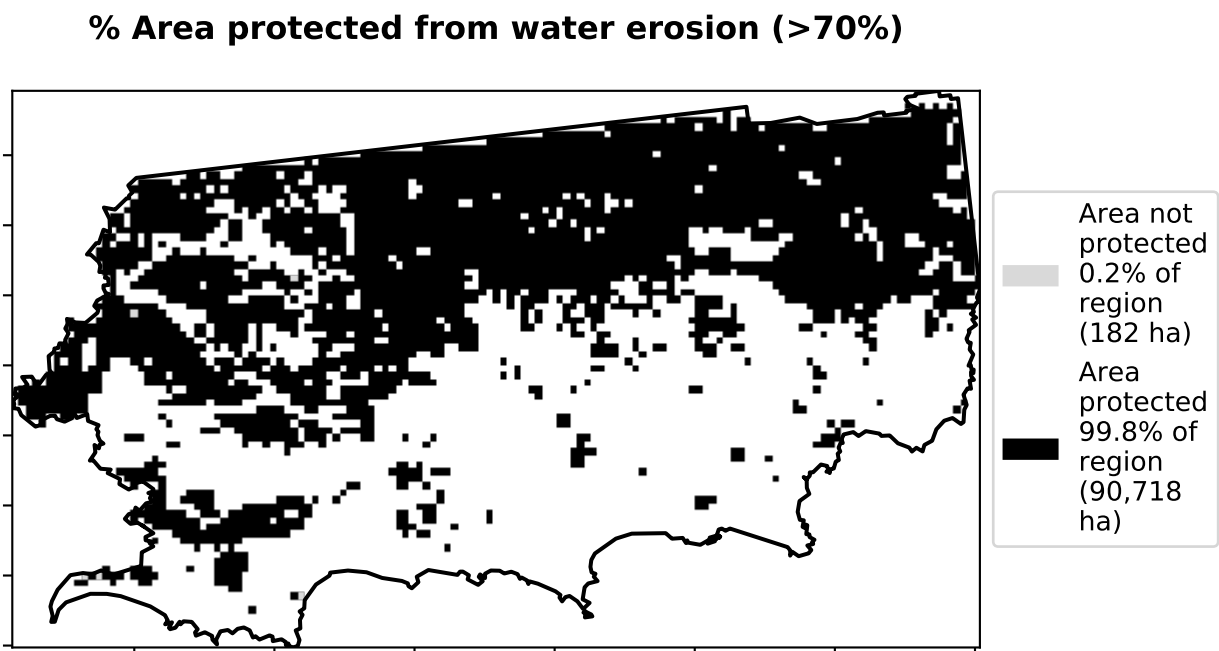 % Area protected from water erosion (>70%)
Area not
protected
0.2% of
region
(182 ha)
Area
protected
99.8% of
region
(90,718
ha)